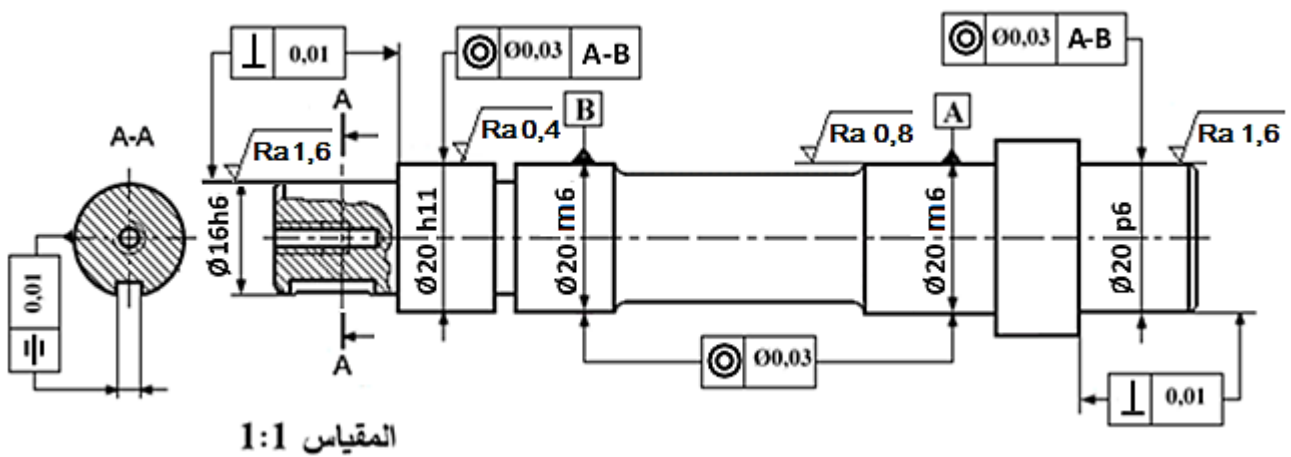 ⊥ 0,01
◎ Ø0,03 A-B
◎ Ø0,03 A-B
A
A-A
Ra 1,6
Ra 0,4
B
Ra 0,8
A
Ra 1,6
Ø16h6
Ø20 h11
Ø20 m6
Ø20 m6
Ø20 p6
0,01
A
◎ Ø0,03
⊥ 0,01
المقياس 1:1